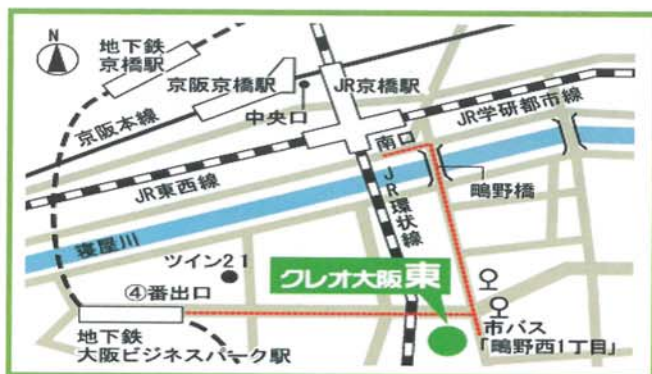 N
地下鉄
京橋駅
京阪京橋駅
JR京橋駅
中央口
京阪本線
JR学研都市線
南口
JR東西線
JR環状線
鴫野橋
寝屋川
ツイン21
④番出口
クレオ大阪東
地下鉄
大阪ビジネスパーク駅
市バス
「鴫野西1丁目」